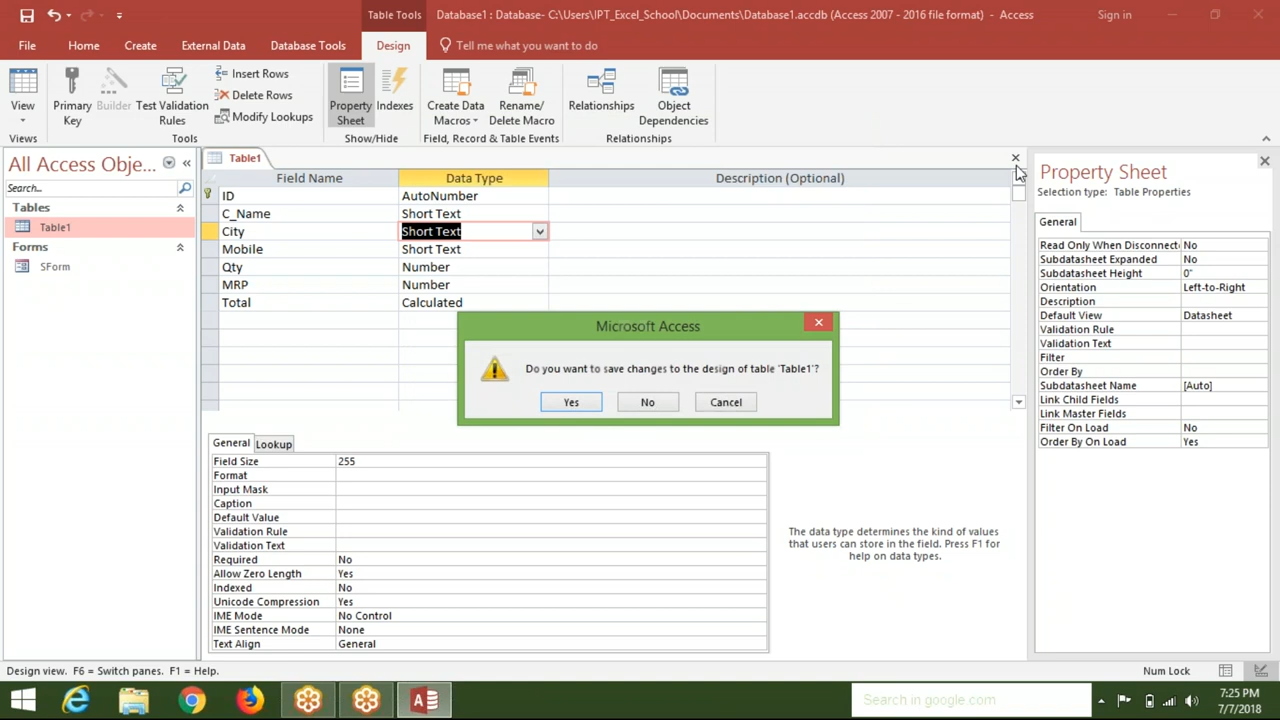 Table Tools
Database1 : Database- C:\Users\IPT_Excel_School\Documents\Database1.accdb (Access 2007 - 2016 file format) - Access
Sign in
File
Home
Create
External Data
Database Tools
Design
Tell me what you want to do
View
Primary Key
Builder
Test Validation Rules
Insert Rows
Delete Rows
Modify Lookups
Property Sheet
Indexes
Create Data Macros
Rename/ Delete Macro
Relationships
Object Dependencies
Views
Tools
Show/Hide
Field, Record & Table Events
Relationships
All Access Obje...
Search...
Tables
Table1
Forms
SForm
Table1
Field Name
Data Type
Description (Optional)
ID
AutoNumber
C_Name
Short Text
City
Short Text
Mobile
Short Text
Qty
Number
MRP
Number
Total
Calculated
Microsoft Access
Do you want to save changes to the design of table 'Table1'?
Yes
No
Cancel
General
Lookup
Field Size
255
Format
Input Mask
Caption
Default Value
Validation Rule
Validation Text
Required
No
Allow Zero Length
Yes
Indexed
No
Unicode Compression
Yes
IME Mode
No Control
IME Sentence Mode
None
Text Align
General
The data type determines the kind of values
that users can store in the field. Press F1 for
help on data types.
Property Sheet
Selection type: Table Properties
General
Read Only When Disconnect
No
Subdatasheet Expanded
No
Subdatasheet Height
0"
Orientation
Left-to-Right
Description
Default View
Datasheet
Validation Rule
Validation Text
Filter
Order By
Subdatasheet Name
[Auto]
Link Child Fields
Link Master Fields
Filter On Load
No
Order By On Load
Yes
Design view. F6 = Switch panes. F1 = Help.
Num Lock
Search in google.com
7:25 PM
7/7/2018